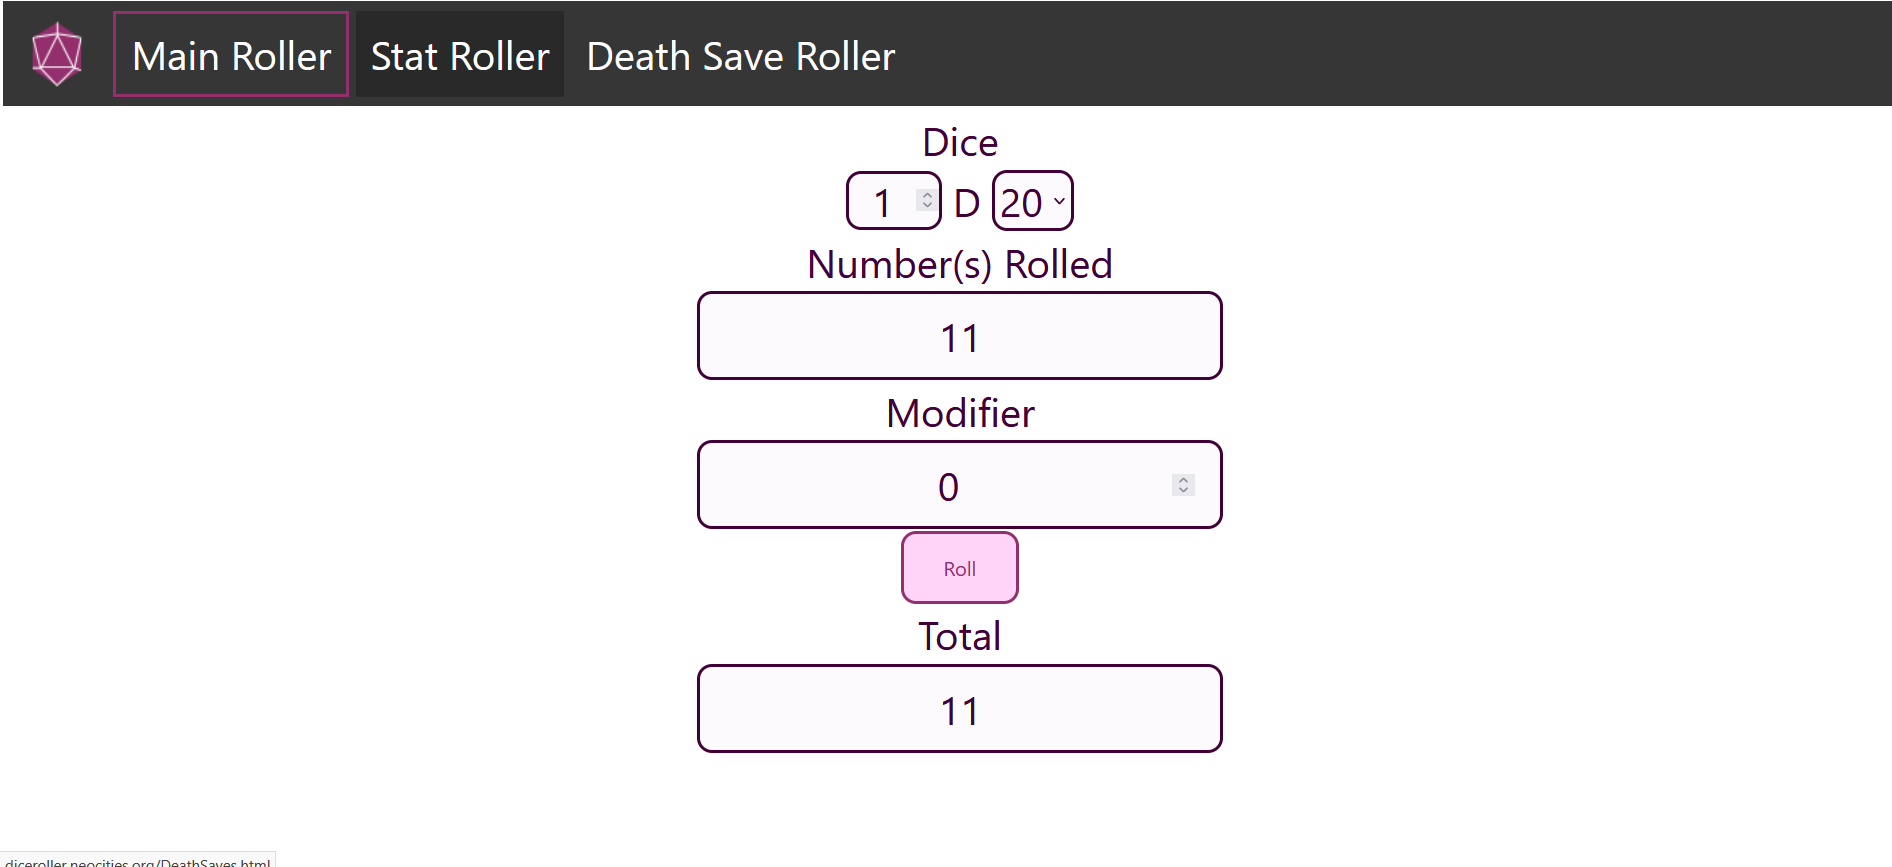 Main Roller Stat Roller Death Save Roller
Dice
1 D 20
Number(s) Rolled
11
Modifier
0
Roll
Total
11
diceroller.neocities.org/DeathSaves.html